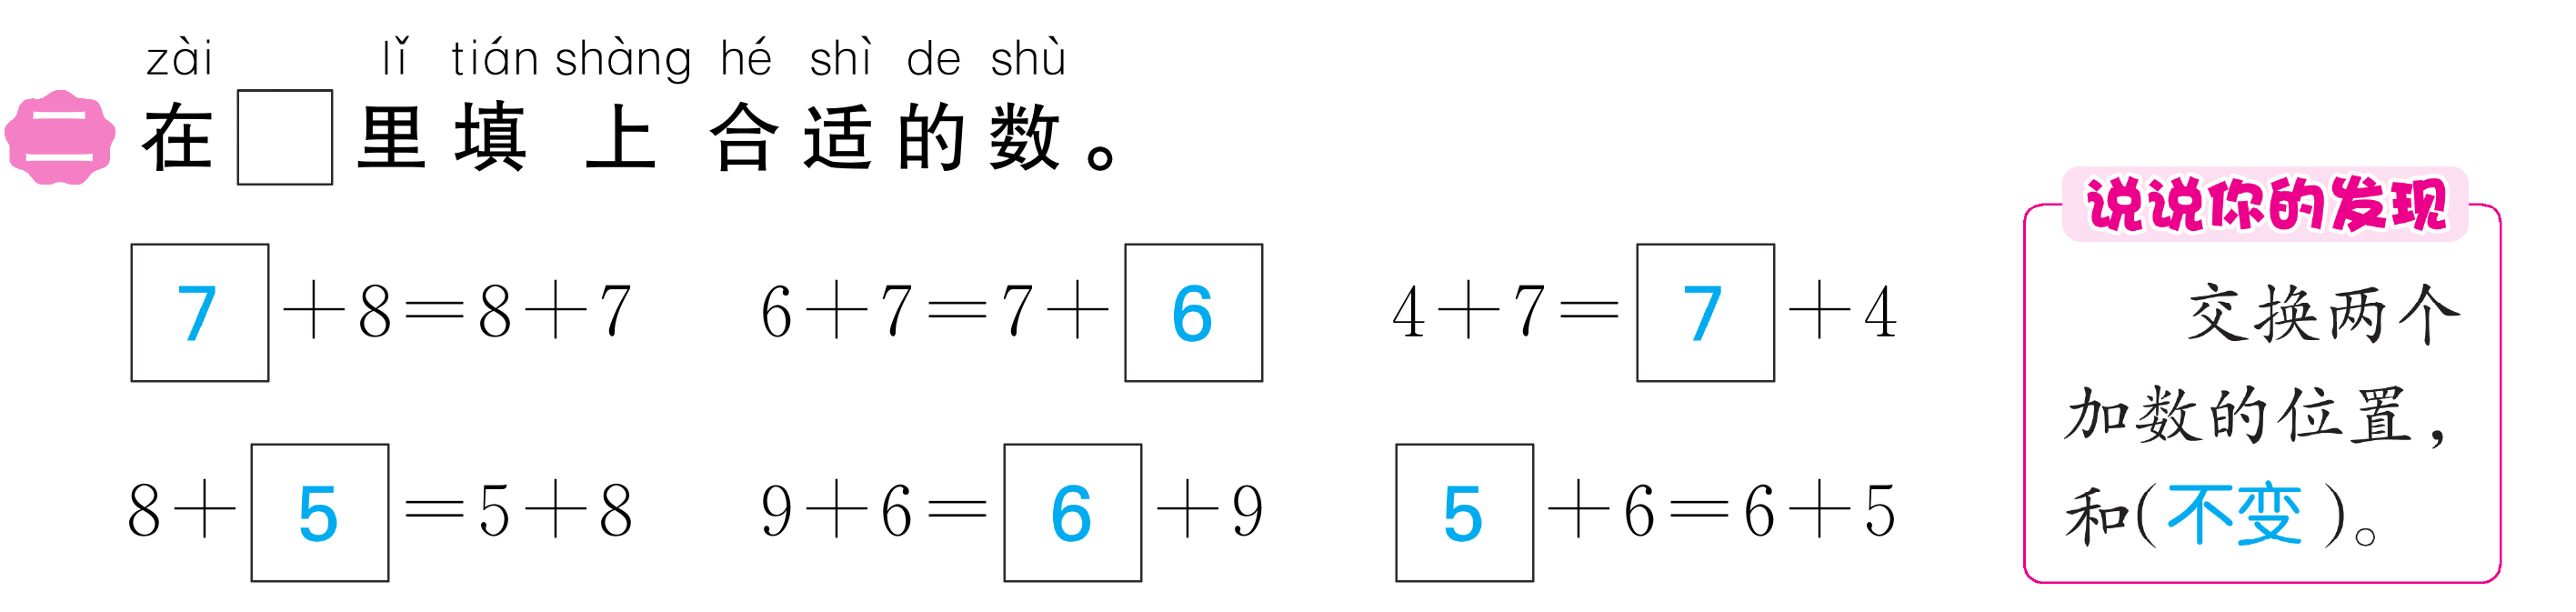 zài lǐ tián shàng hé shì de shù
二 在□里填上合适的数。
说说你的发现
7+8=8+7 6+7=7+6 4+7=7+4
交换两个
加数的位置，
8+5=5+8 9+6=6+9 5+6=6+5
和(不变)。